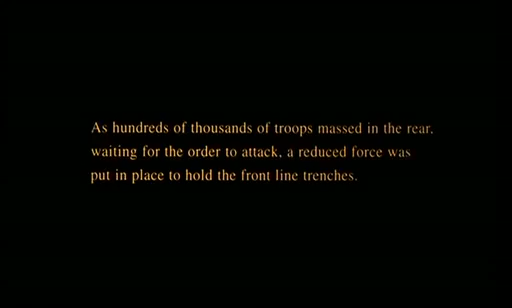 As hundreds of thousands of troops massed in the rear,
waiting for the order to attack, a reduced force was
put in place to hold the front line trenches.